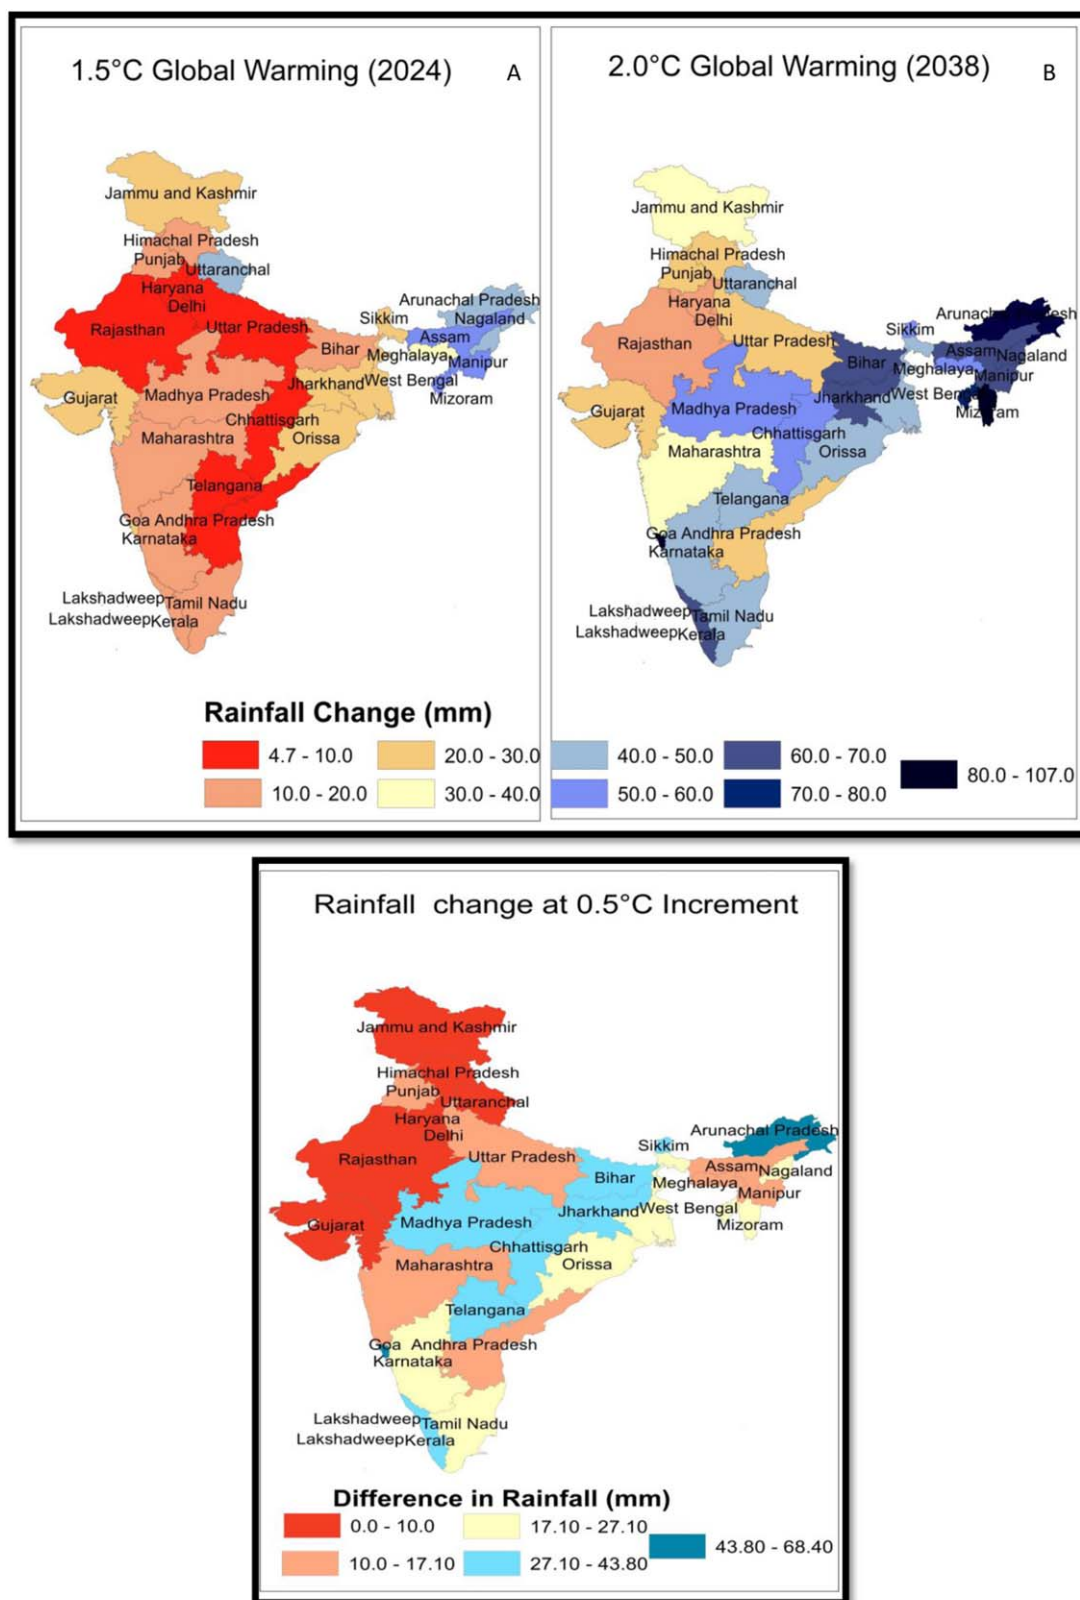 1.5°C Global Warming (2024)
A
Jammu and Kashmir
Himachal Pradesh
Punjab
Uttaranchal
Haryana
Delhi
Rajasthan
Uttar Pradesh
Bihar
Sikkim
Arunachal Pradesh
Nagaland
Assam
Meghalaya
Manipur
Mizoram
Gujarat
Madhya Pradesh
Jharkhand
West Bengal
Chhattisgarh
Maharashtra
Orissa
Telangana
Goa
Andhra Pradesh
Karnataka
Lakshadweep
Tamil Nadu
Lakshadweep
Kerala
2.0°C Global Warming (2038)
B
Jammu and Kashmir
Himachal Pradesh
Punjab
Uttaranchal
Haryana
Delhi
Rajasthan
Uttar Pradesh
Bihar
Sikkim
Arunachal Pradesh
Assam
Nagaland
Meghalaya
Manipur
Mizoram
Gujarat
Madhya Pradesh
Jharkhand
West Bengal
Chhattisgarh
Maharashtra
Orissa
Telangana
Goa
Andhra Pradesh
Karnataka
Lakshadweep
Tamil Nadu
Lakshadweep
Kerala
Rainfall Change (mm)
4.7 - 10.0
20.0 - 30.0
40.0 - 50.0
60.0 - 70.0
80.0 - 107.0
10.0 - 20.0
30.0 - 40.0
50.0 - 60.0
70.0 - 80.0
Rainfall change at 0.5°C Increment
Jammu and Kashmir
Himachal Pradesh
Punjab
Uttaranchal
Haryana
Delhi
Rajasthan
Uttar Pradesh
Bihar
Sikkim
Arunachal Pradesh
Assam
Nagaland
Meghalaya
Manipur
Mizoram
Gujarat
Madhya Pradesh
Jharkhand
West Bengal
Chhattisgarh
Maharashtra
Orissa
Telangana
Goa
Andhra Pradesh
Karnataka
Lakshadweep
Tamil Nadu
Lakshadweep
Kerala
Difference in Rainfall (mm)
0.0 - 10.0
17.10 - 27.10
43.80 - 68.40
10.0 - 17.10
27.10 - 43.80